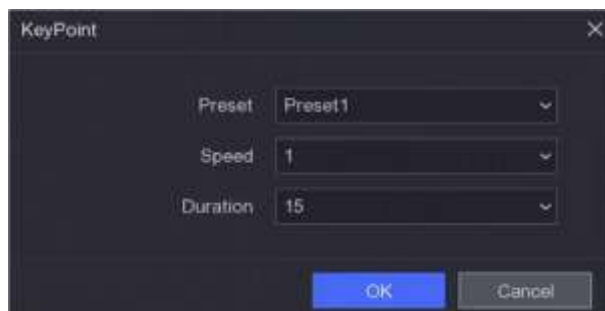 KeyPoint
Preset Preset1
Speed 1
Duration 15
OK Cancel